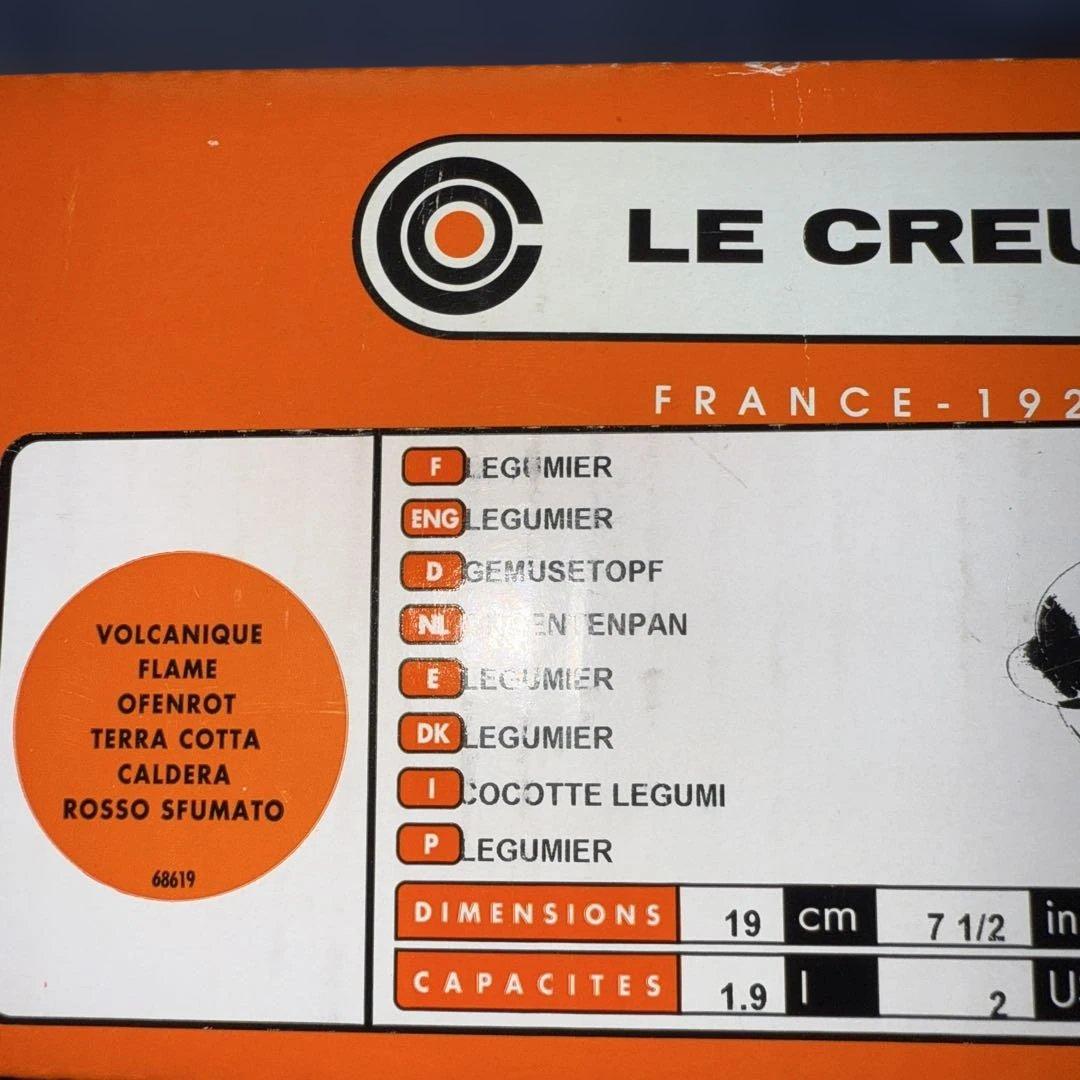 LE CREU
FRANCE-192
F LEGUMIER
ENG LEGUMIER
D GEMUSETOPF
NL
E LEGUMIER
DK LEGUMIER
I COCOTTE LEGUMI
P LEGUMIER
VOLCANIQUE
FLAME
OFENROT
TERRA COTTA
CALDERA
ROSSO SFUMATO
68619
DIMENSIONS 19 cm 7 1/2 in
CAPACITES 1.9 l 2 U